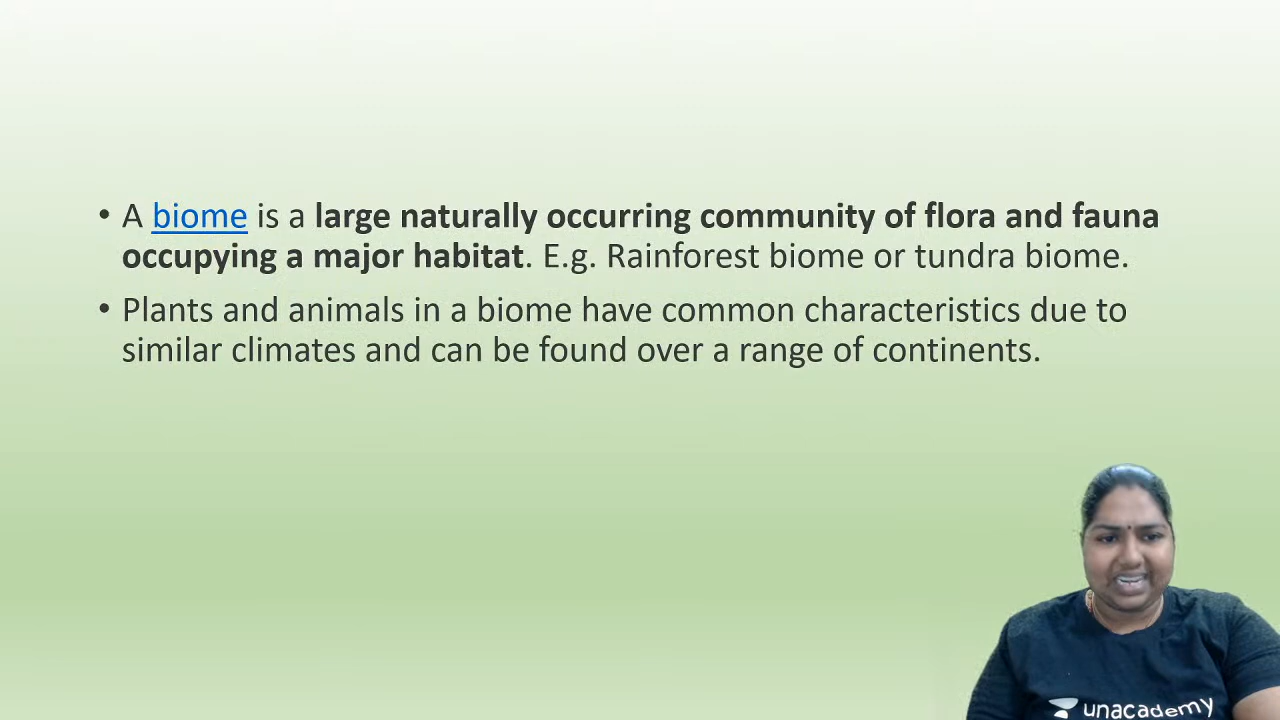 • A biome is a large naturally occurring community of flora and fauna
occupying a major habitat. E.g. Rainforest biome or tundra biome.
• Plants and animals in a biome have common characteristics due to
similar climates and can be found over a range of continents.
unacademy